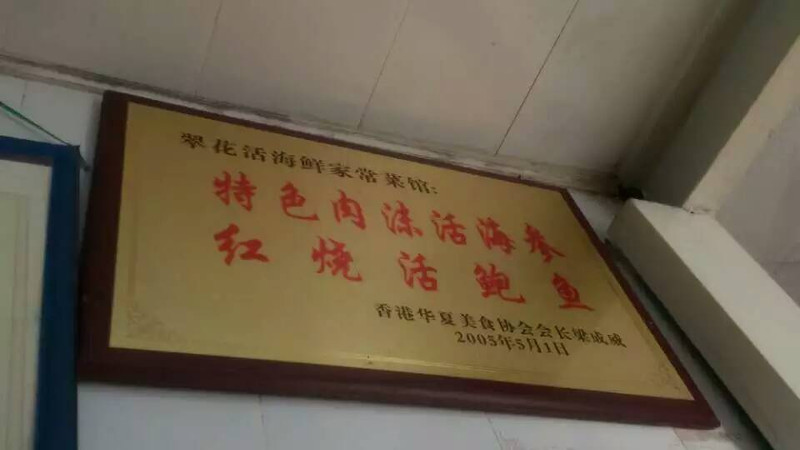 翠花活海鲜家常菜馆:
特色肉沫活海参
红烧活鲍鱼
香港华夏美食协会会长梁成威
2005年5月1日